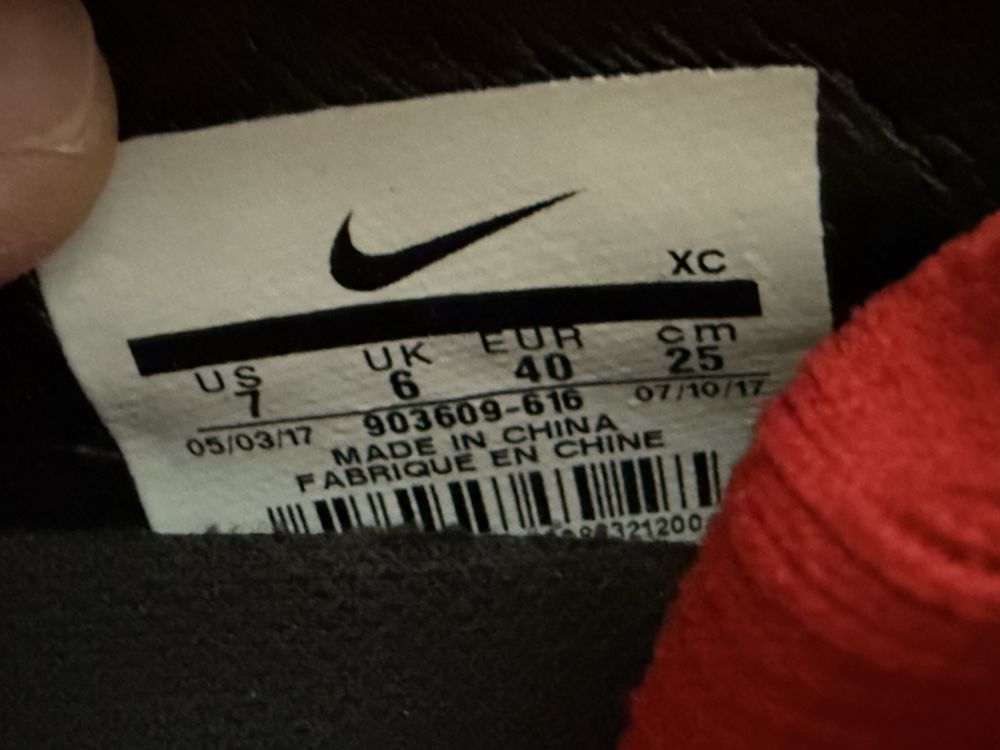 XC
US UK EUR cm
7 6 40 25
05/03/17 903609-616 07/10/17
MADE IN CHINA
FABRIQUE EN CHINE